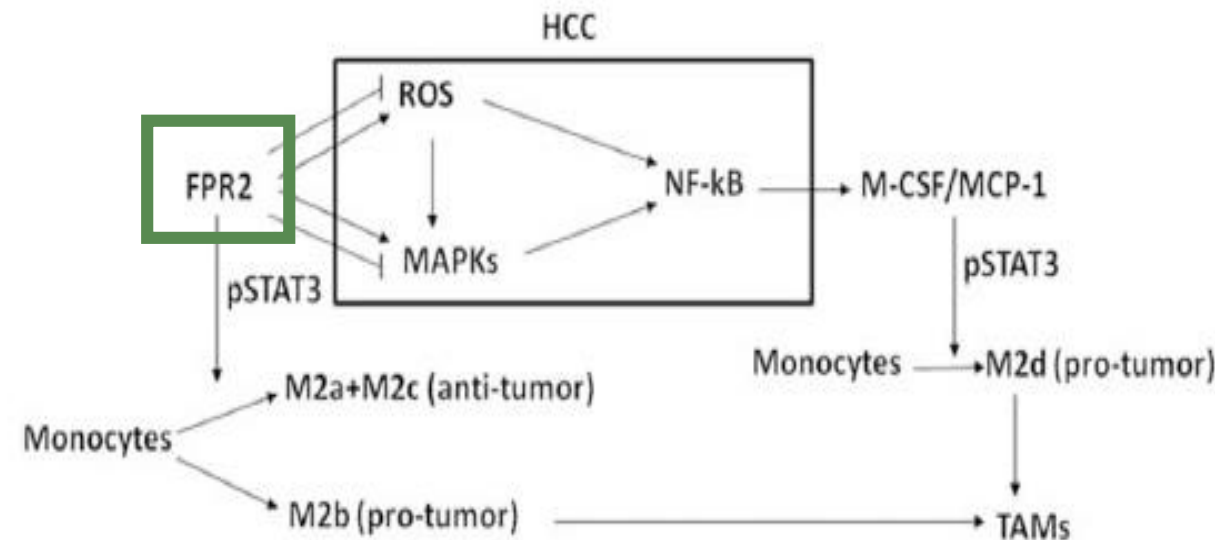 HCC
ROS
FPR2
NF-kB
M-CSF/MCP-1
MAPKs
pSTAT3
pSTAT3
Monocytes
M2d (pro-tumor)
M2a+M2c (anti-tumor)
Monocytes
M2b (pro-tumor)
TAMs